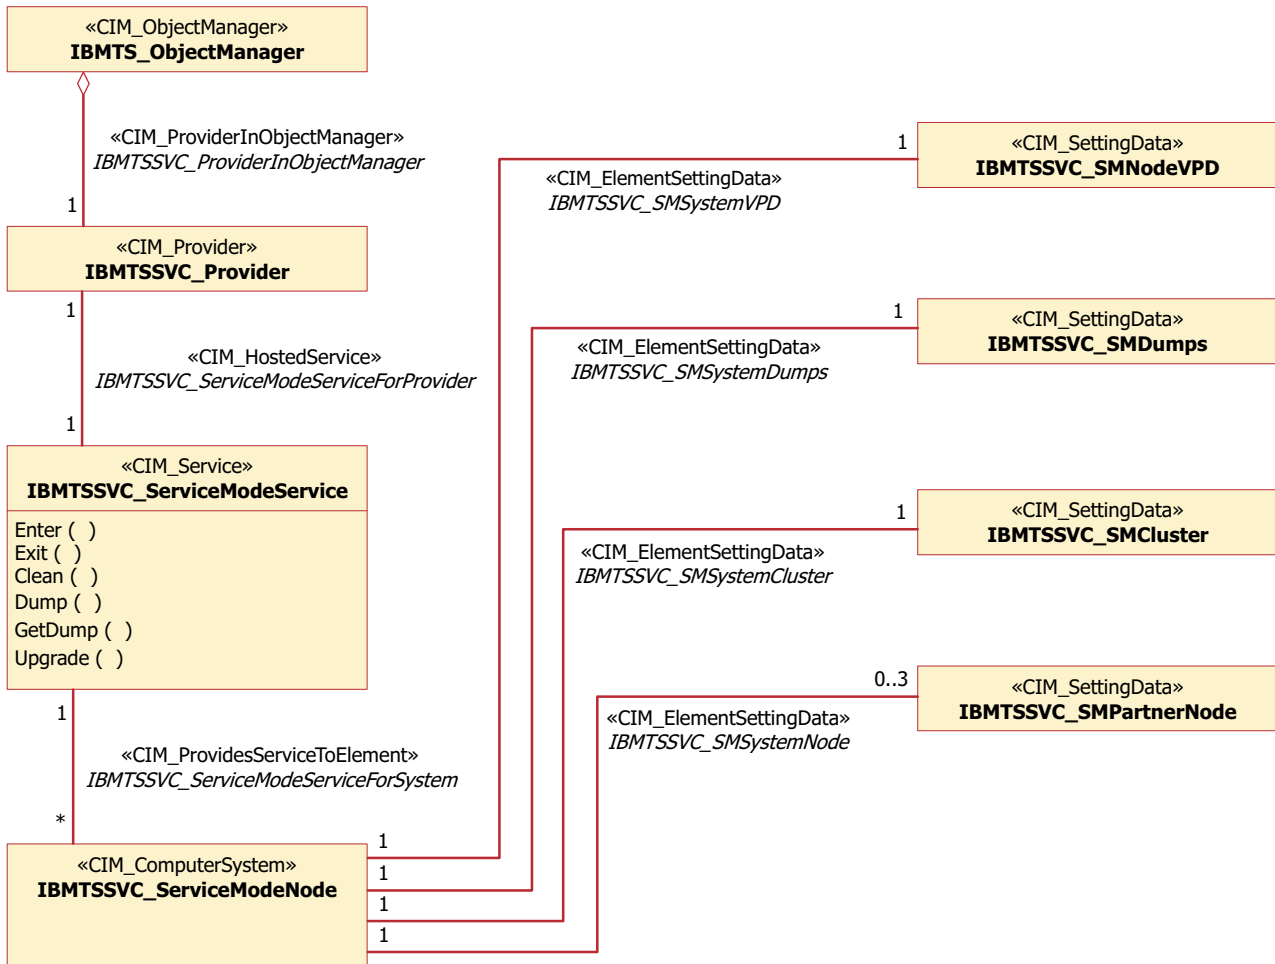 «CIM_ObjectManager»
IBMTS_ObjectManager
«CIM_ProviderInObjectManager»
IBMTSSVC_ProviderInObjectManager
1
«CIM_Provider»
IBMTSSVC_Provider
1
«CIM_HostedService»
IBMTSSVC_ServiceModeServiceForProvider
1
«CIM_Service»
IBMTSSVC_ServiceModeService
Enter ( )
Exit ( )
Clean ( )
Dump ( )
GetDump ( )
Upgrade ( )
1
«CIM_ProvidesServiceToElement»
IBMTSSVC_ServiceModeServiceForSystem
*
«CIM_ComputerSystem»
IBMTSSVC_ServiceModeNode
1
1
1
1
«CIM_ElementSettingData»
IBMTSSVC_SMSystemVPD
1
«CIM_SettingData»
IBMTSSVC_SMNodeVPD
«CIM_ElementSettingData»
IBMTSSVC_SMSystemDumps
1
«CIM_SettingData»
IBMTSSVC_SMDumps
«CIM_ElementSettingData»
IBMTSSVC_SMSystemCluster
1
«CIM_SettingData»
IBMTSSVC_SMCluster
«CIM_ElementSettingData»
IBMTSSVC_SMSystemNode
0..3
«CIM_SettingData»
IBMTSSVC_SMPartnerNode